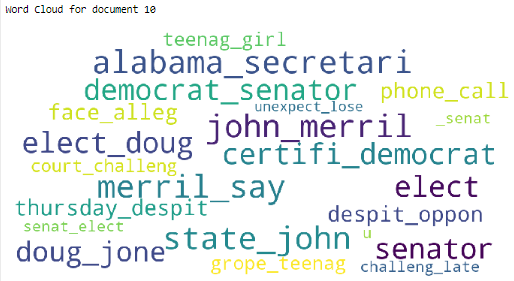 Word Cloud for document 10
teenag_girl
alabama_secretari
democrat_senator
phone_call
face_alleg
unexpect_lose
john_merril
_senat
elect_doug
certifi_democrat
court_challeng
merril_say
elect
thursday_despit
despit_oppon
senat_elect
state_john
u
senator
doug_jone
grope_teenag
challeng_late